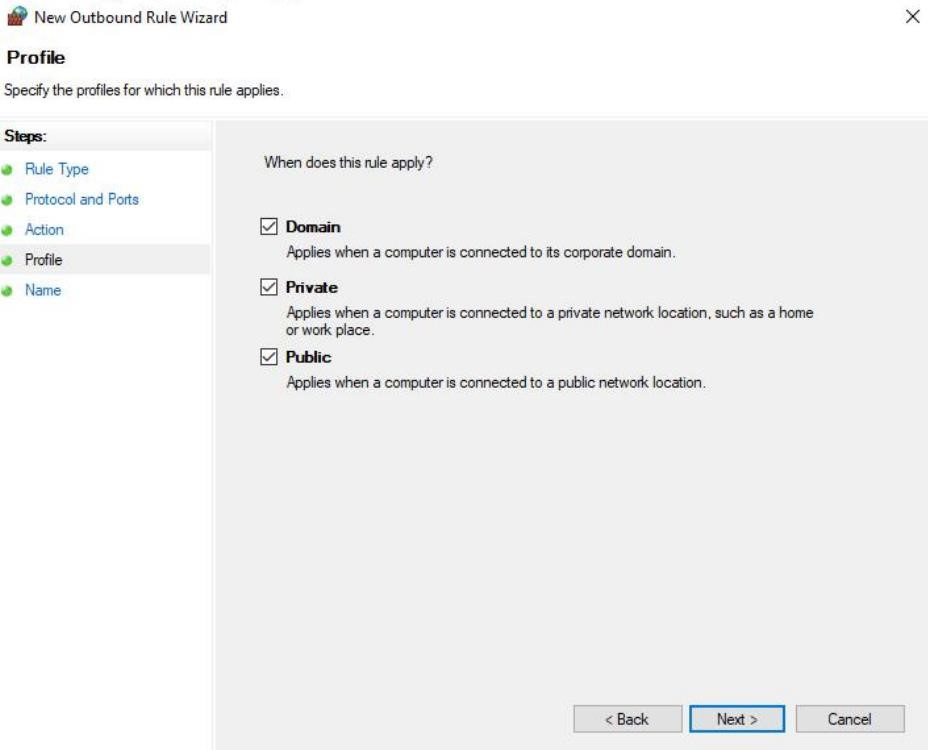 New Outbound Rule Wizard
Profile
Specify the profiles for which this rule applies.
Steps:
Rule Type
Protocol and Ports
Action
Profile
Name
When does this rule apply?
Domain
Applies when a computer is connected to its corporate domain.
Private
Applies when a computer is connected to a private network location, such as a home
or work place.
Public
Applies when a computer is connected to a public network location.
< Back
Next >
Cancel